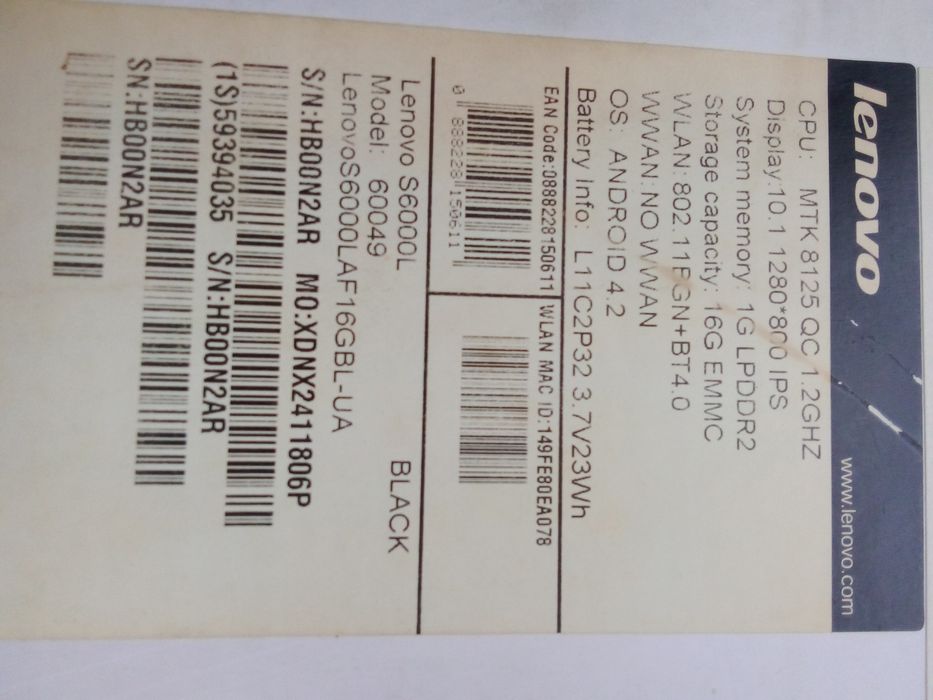 lenovo www.lenovo.com
CPU: MTK 8125 QC 1.2GHZ
Display:10.1 1280*800 IPS
System memory: 1G LPDDR2
Storage capacity: 16G EMMC
WLAN: 802.11BGN+BT4.0
WWAN: NO WWAN
OS: ANDROID 4.2
Battery Info: L11C2P32 3.7V23Wh
EAN Code:0888228150611
0 888228 150611
WLAN MAC ID:149FE80EA078
Lenovo S6000L BLACK
Model: 60049
LenovoS6000LAF16GBL-UA
S/N:HB00N2AR MO:XDNX2411806P
(1S)59394035 S/N:HB00N2AR
SN:HB00N2AR